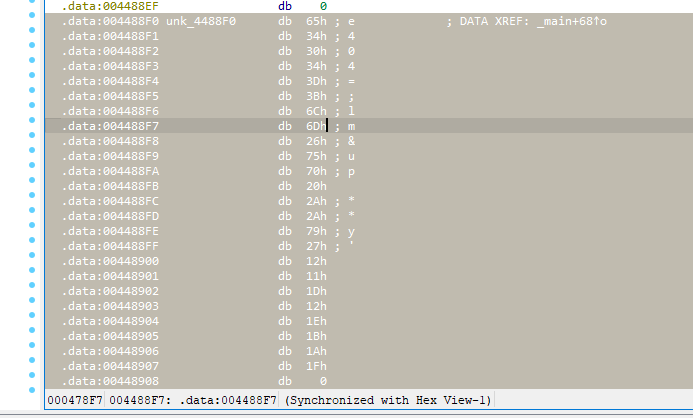 .data:004488EF db 0
.data:004488F0 unk_4488F0 db 65h ; e ; DATA XREF: _main+68↑o
.data:004488F1 db 34h ; 4
.data:004488F2 db 30h ; 0
.data:004488F3 db 34h ; 4
.data:004488F4 db 3Dh ; =
.data:004488F5 db 3Bh ; ;
.data:004488F6 db 6Ch ; l
.data:004488F7 db 6Dh ; m
.data:004488F8 db 26h ; &
.data:004488F9 db 75h ; u
.data:004488FA db 70h ; p
.data:004488FB db 20h
.data:004488FC db 2Ah ; *
.data:004488FD db 2Ah ; *
.data:004488FE db 79h ; y
.data:004488FF db 27h ; '
.data:00448900 db 12h
.data:00448901 db 11h
.data:00448902 db 1Dh
.data:00448903 db 12h
.data:00448904 db 1Eh
.data:00448905 db 1Bh
.data:00448906 db 1Ah
.data:00448907 db 1Fh
.data:00448908 db 0
000478F7 004488F7: .data:004488F7 (Synchronized with Hex View-1)